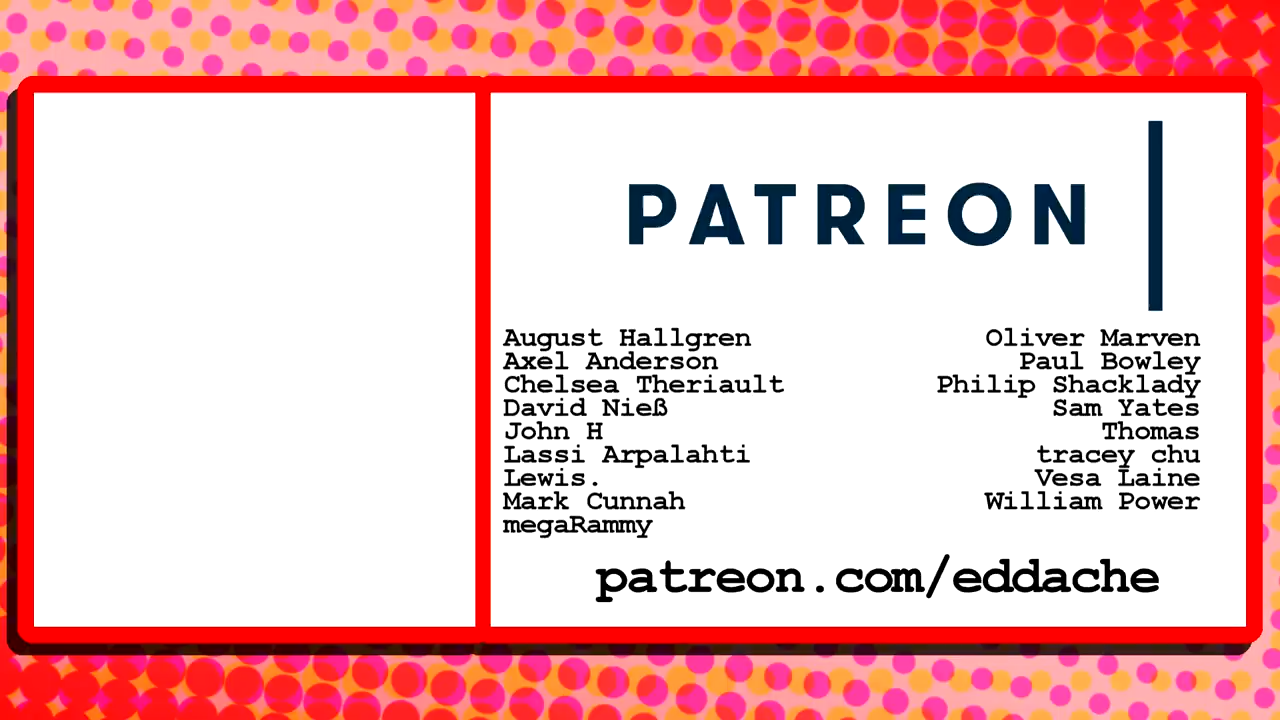 PATREON
August Hallgren
Axel Anderson
Chelsea Theriault
David Nieß
John H
Lassi Arpalahti
Lewis.
Mark Cunnah
megaRammy
Oliver Marven
Paul Bowley
Philip Shacklady
Sam Yates
Thomas
tracey chu
Vesa Laine
William Power
patreon.com/eddache